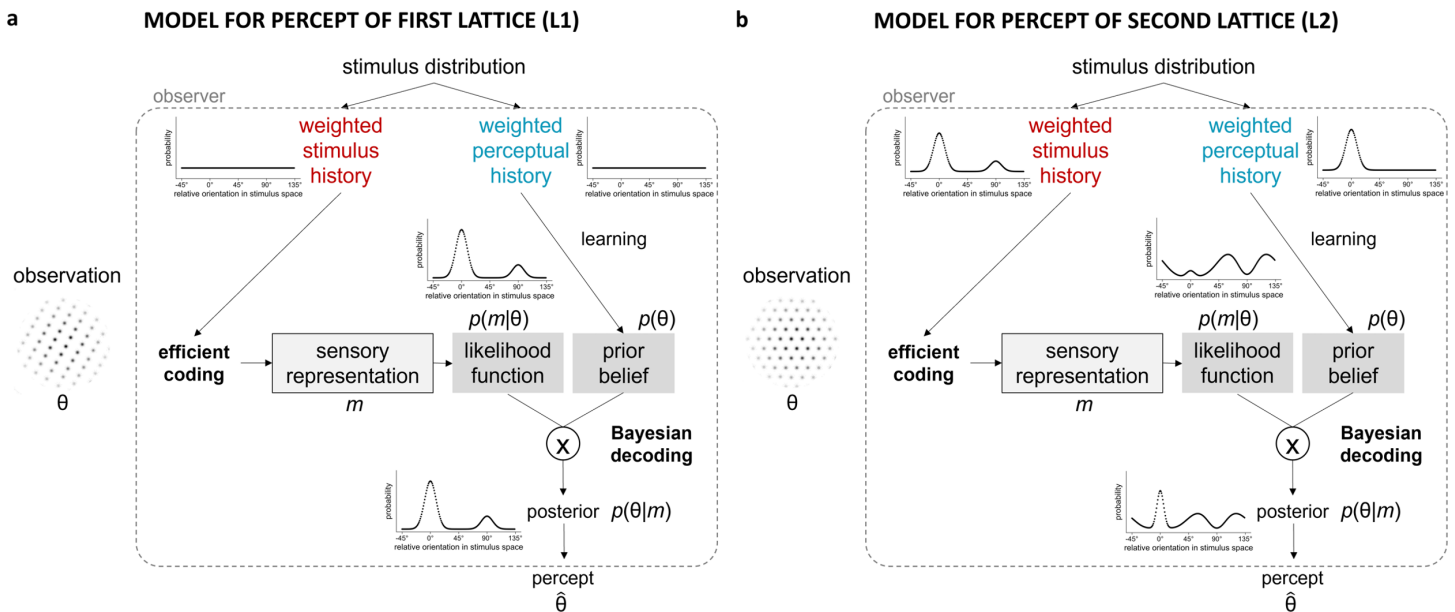 a
MODEL FOR PERCEPT OF FIRST LATTICE (L1)
stimulus distribution
observer
probability
-45° 0° 45° 90° 135°
relative orientation in stimulus space
weighted
stimulus
history
weighted
perceptual
history
probability
-45° 0° 45° 90° 135°
relative orientation in stimulus space
learning
probability
-45° 0° 45° 90° 135°
relative orientation in stimulus space
observation
θ
p(m|θ)
p(θ)
efficient
coding
sensory
representation
m
likelihood
function
prior
belief
X
Bayesian
decoding
probability
-45° 0° 45° 90° 135°
relative orientation in stimulus space
posterior p(θ|m)
percept
θ̂
b
MODEL FOR PERCEPT OF SECOND LATTICE (L2)
stimulus distribution
observer
probability
-45° 0° 45° 90° 135°
relative orientation in stimulus space
weighted
stimulus
history
weighted
perceptual
history
probability
-45° 0° 45° 90° 135°
relative orientation in stimulus space
learning
probability
-45° 0° 45° 90° 135°
relative orientation in stimulus space
observation
θ
p(m|θ)
p(θ)
efficient
coding
sensory
representation
m
likelihood
function
prior
belief
X
Bayesian
decoding
probability
-45° 0° 45° 90° 135°
relative orientation in stimulus space
posterior p(θ|m)
percept
θ̂